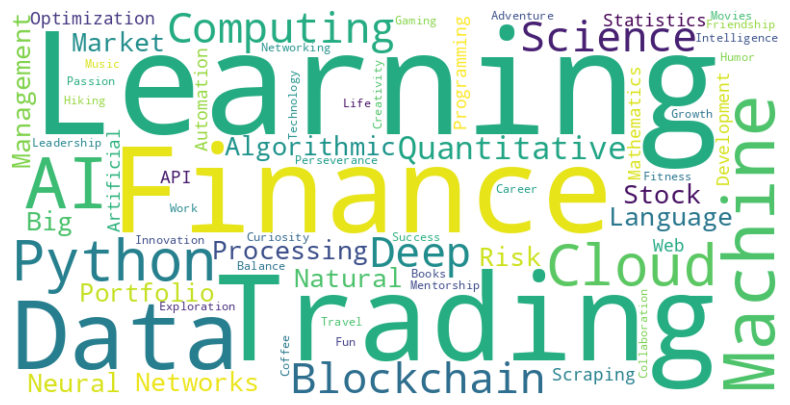 Optimization
Computing
Gaming
Adventure
Statistics
Movies
Friendship
Market
Networking
Science
Intelligence
Management
Music
Passion
Hiking
Learning
Automation
Technology
Life
Creativity
Programming
Mathematics
Humor
Growth
Development
Machine
Leadership
Artificial
Algorithmic
Quantitative
Perseverance
AI
API
Finance
Career
Fitness
Stock
Big
Work
Language
Innovation
Curiosity
Success
Web
Python
Processing
Deep
Risk
Cloud
Balance
Natural
Books
Mentorship
Portfolio
Exploration
Data
Trading
Travel
Fun
Coffee
Collaboration
Neural
Networks
Blockchain
Scraping